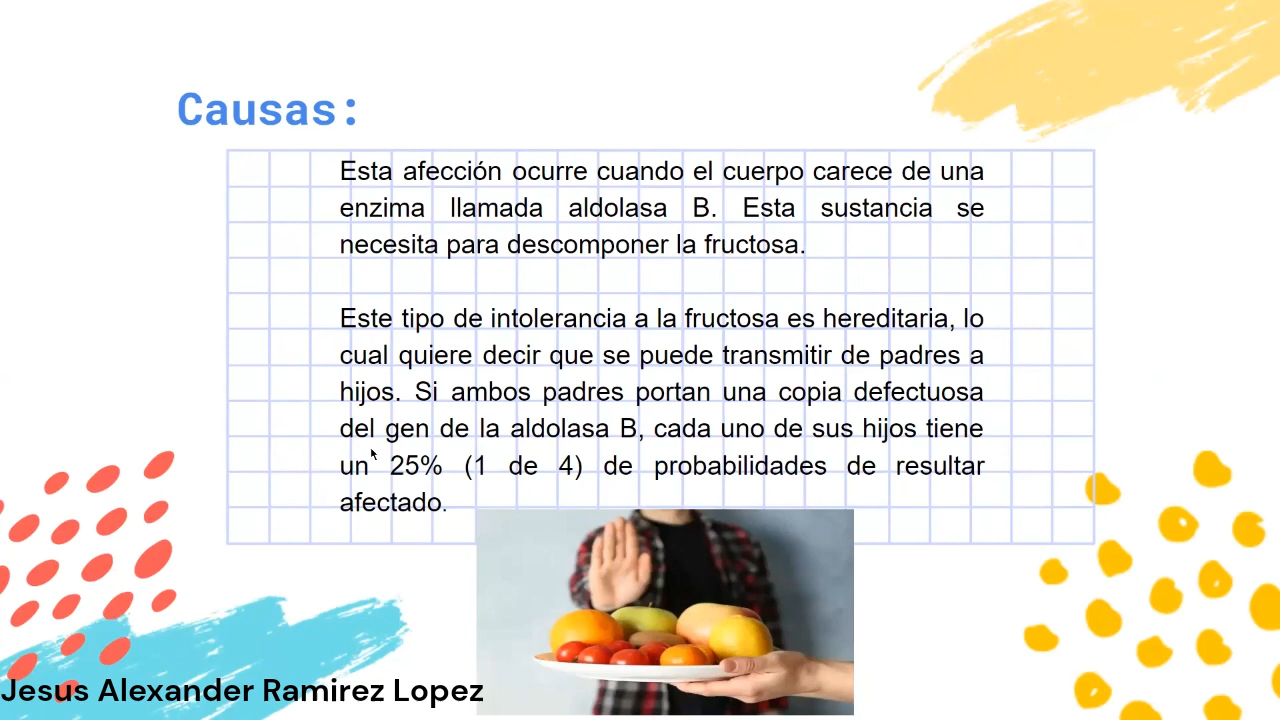 Causas:
Esta afección ocurre cuando el cuerpo carece de una
enzima llamada aldolasa B. Esta sustancia se
necesita para descomponer la fructosa.
Este tipo de intolerancia a la fructosa es hereditaria, lo
cual quiere decir que se puede transmitir de padres a
hijos. Si ambos padres portan una copia defectuosa
del gen de la aldolasa B, cada uno de sus hijos tiene
un 25% (1 de 4) de probabilidades de resultar
afectado.
Jesus Alexander Ramirez Lopez